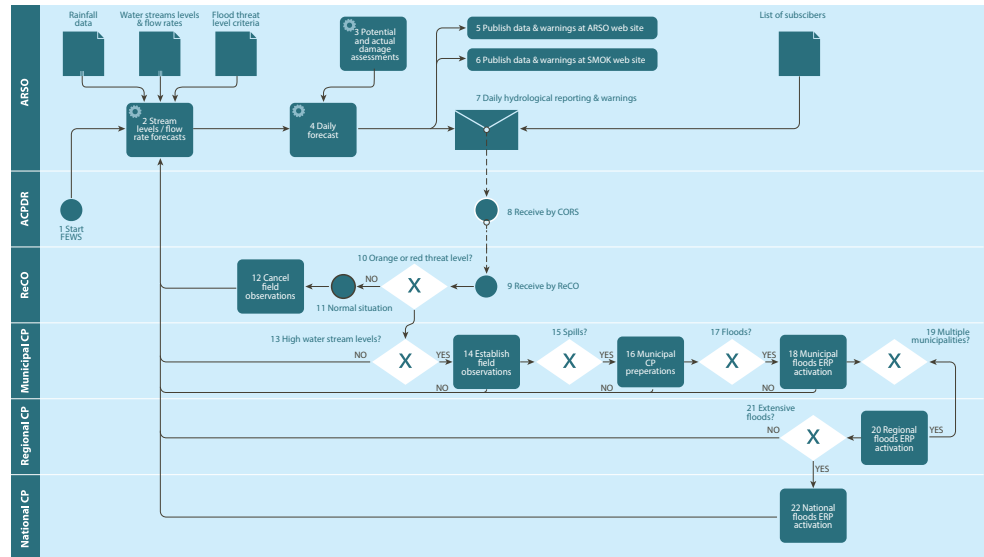 ARSO
Rainfall
data
Water streams levels
& flow rates
Flood threat
level criteria
3 Potential
and actual
damage
assessments
5 Publish data & warnings at ARSO web site
6 Publish data & warnings at SMOK web site
List of subscibers
7 Daily hydrological reporting & warnings
2 Stream
levels / flow
rate forecasts
4 Daily
forecast
ACPDR
1 Start
FEWS
8 Receive by CORS
ReCO
12 Cancel
field
observations
11 Normal situation
NO
10 Orange or red threat level?
X
9 Receive by ReCO
Municipal CP
13 High water stream levels?
NO
X
YES
14 Establish
field
observations
NO
15 Spills?
X
YES
16 Municipal
CP
preperations
NO
17 Floods?
X
YES
18 Municipal
floods ERP
activation
NO
19 Multiple
municipalities?
X
Regional CP
21 Extensive
floods?
NO
X
20 Regional
floods ERP
activation
YES
YES
National CP
22 National
floods ERP
activation